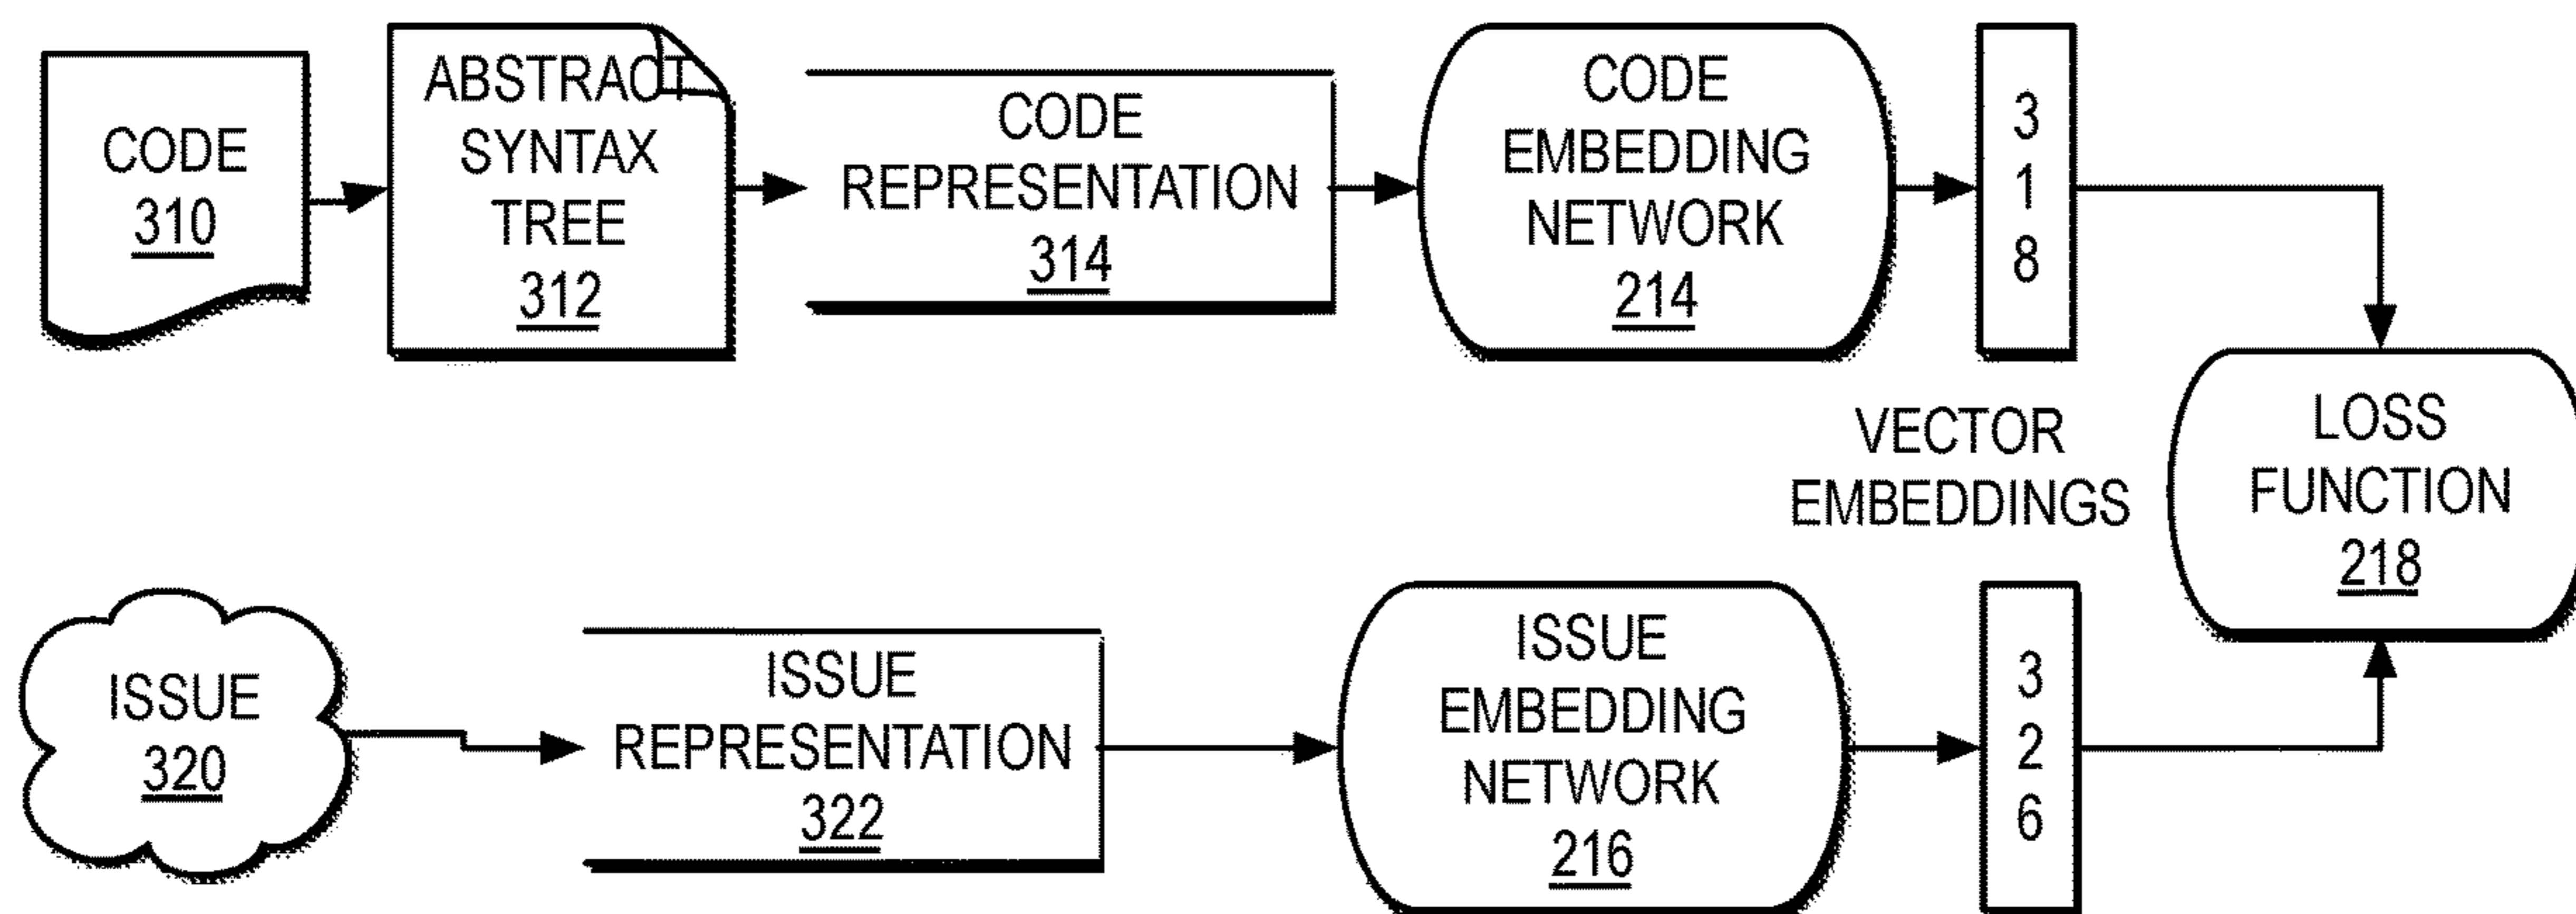 CODE
310
ABSTRACT
SYNTAX
TREE
312
CODE
REPRESENTATION
314
CODE
EMBEDDING
NETWORK
214
3
1
8
VECTOR
EMBEDDINGS
LOSS
FUNCTION
218
ISSUE
320
ISSUE
REPRESENTATION
322
ISSUE
EMBEDDING
NETWORK
216
3
2
6